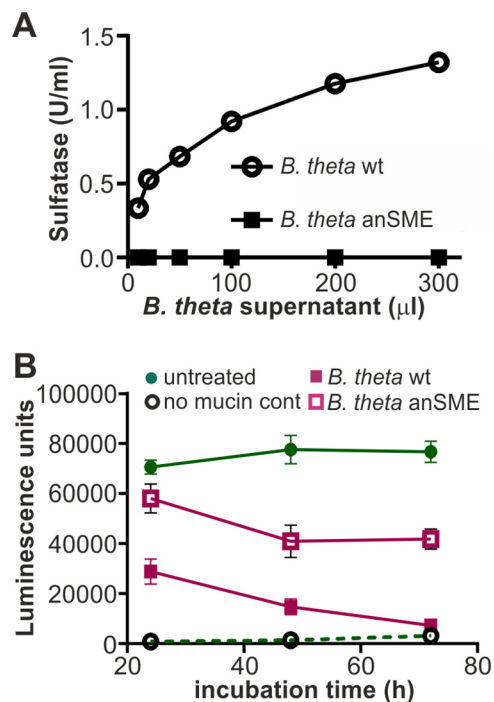 A
1.5
1.0
0.5
0.0
Sulfatase (U/ml)
B. theta wt
B. theta anSME
0 100 200 300
B. theta supernatant (µl)
B
untreated B. theta wt
no mucin cont B. theta anSME
100000
80000
60000
40000
20000
0
Luminescence units
20 40 60 80
incubation time (h)